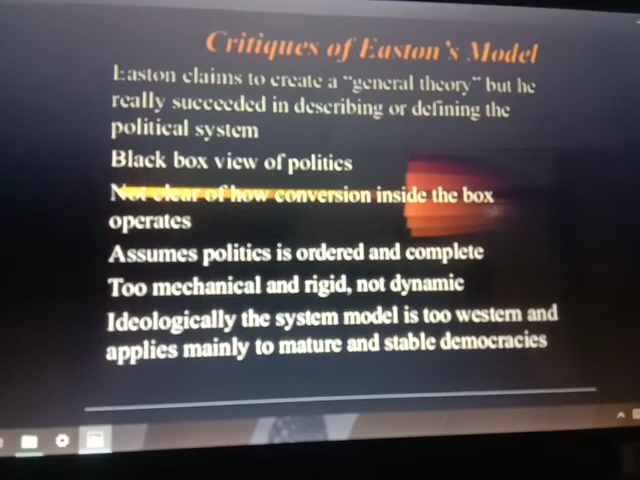 Critiques of Easton's Model
Easton claims to create a "general theory" but he
really succeeded in describing or defining the
political system
Black box view of politics
Not clear of how conversion inside the box
operates
Assumes politics is ordered and complete
Too mechanical and rigid, not dynamic
Ideologically the system model is too western and
applies mainly to mature and stable democracies